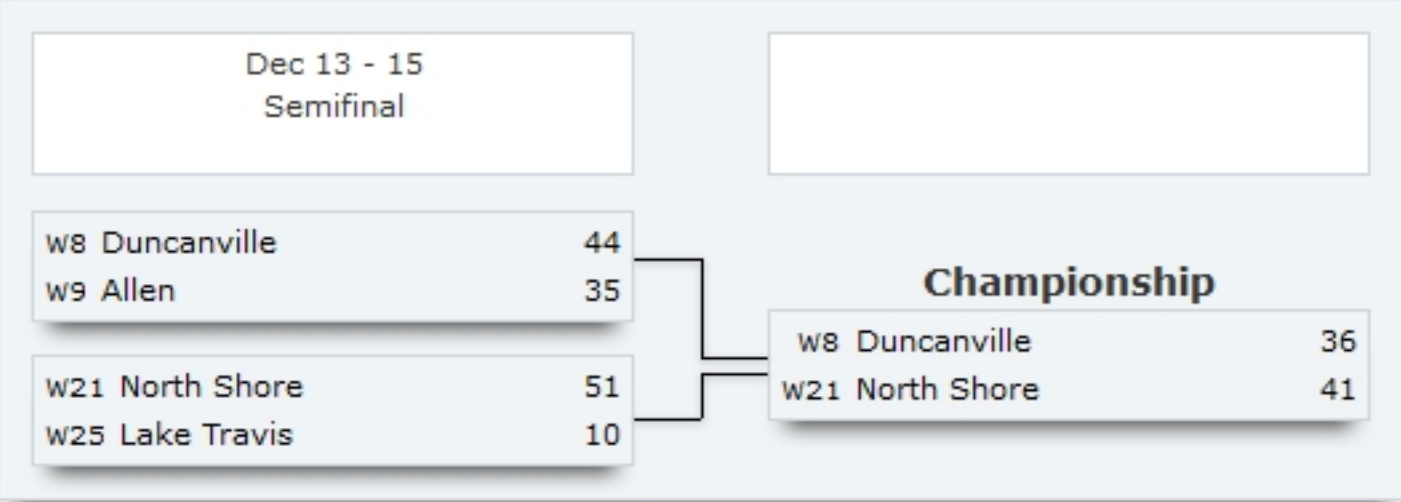 Dec 13 - 15
Semifinal
W8 Duncanville 44
W9 Allen 35
W21 North Shore 51
W25 Lake Travis 10
Championship
W8 Duncanville 36
W21 North Shore 41